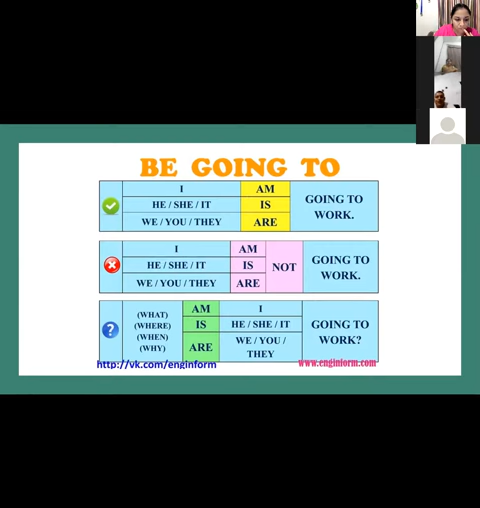 BE GOING TO
I AM
HE / SHE / IT IS GOING TO WORK.
WE / YOU / THEY ARE
I AM
HE / SHE / IT IS NOT GOING TO WORK.
WE / YOU / THEY ARE
(WHAT) AM I
(WHERE) IS HE / SHE / IT GOING TO WORK?
(WHEN) ARE WE / YOU / THEY
(WHY)
http://vk.com/enginform www.enginform.com